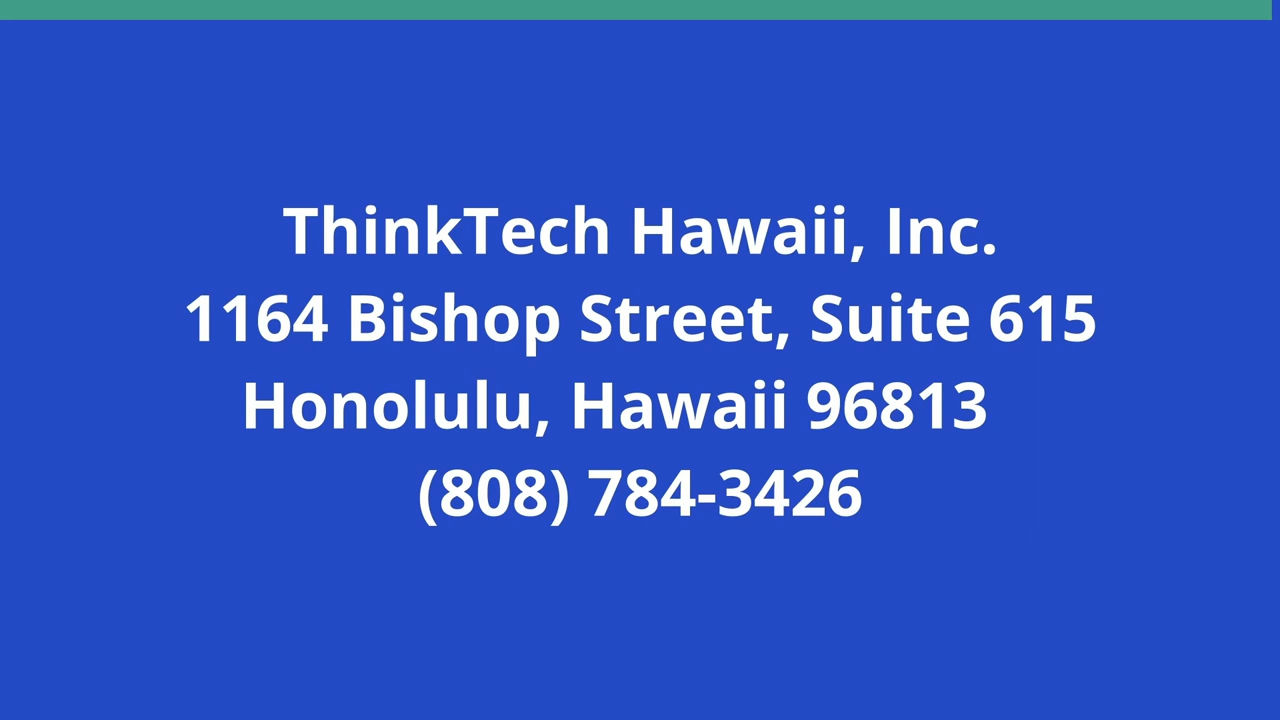 ThinkTech Hawaii, Inc.
1164 Bishop Street, Suite 615
Honolulu, Hawaii 96813
(808) 784-3426